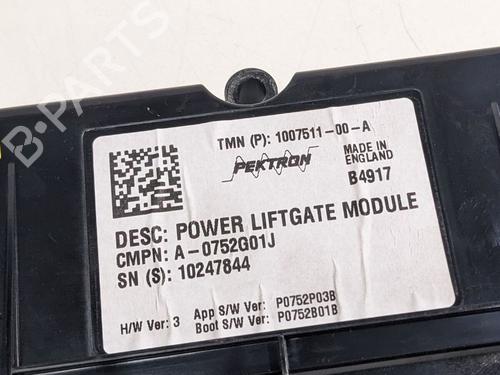 TMN (P): 1007511-00-A
PEKTRON
MADE IN
ENGLAND
B4917
DESC: POWER LIFTGATE MODULE
CMPN: A-0752G01J
SN (S): 10247844
H/W Ver: 3
App S/W Ver: P0752P03B
Boot S/W Ver: P0752B01B
B-PARTS